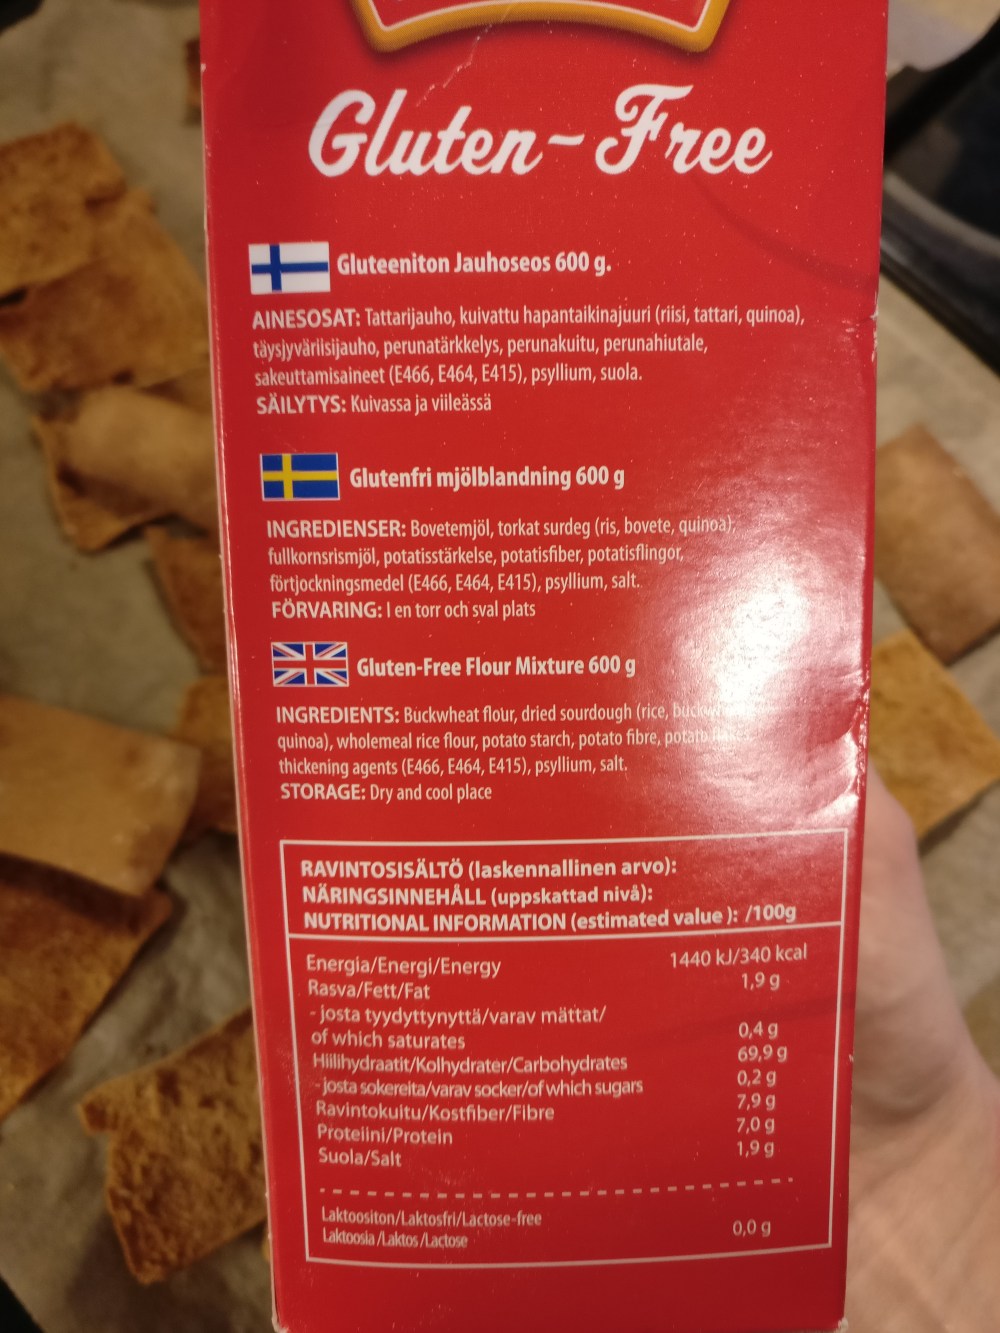 Gluten-Free
Gluteeniton Jauhoseos 600 g.
AINESOSAT: Tattarijauho, kuivattu hapantaikinajuuri (riisi, tattari, quinoa),
täysjyväriisijauho, perunatärkkelys, perunakuitu, perunahiutale,
sakeuttamisaineet (E466, E464, E415), psyllium, suola.
SÄILYTYS: Kuivassa ja viileässä
Glutenfri mjölblandning 600 g
INGREDIENSER: Bovetemjöl, torkat surdeg (ris, bovete, quinoa),
fullkornsrismjöl, potatisstärkelse, potatisfiber, potatisflingor,
förtjockningsmedel (E466, E464, E415), psyllium, salt.
FÖRVARING: I en torr och sval plats
Gluten-Free Flour Mixture 600 g
INGREDIENTS: Buckwheat flour, dried sourdough (rice,
quinoa), wholemeal rice flour, potato starch, potato fibre, potato
thickening agents (E466, E464, E415), psyllium, salt.
STORAGE: Dry and cool place
RAVINTOSISÄLTÖ (laskennallinen arvo):
NÄRINGSINNEHÅLL (uppskattad nivå):
NUTRITIONAL INFORMATION (estimated value ): /100g
Energia/Energi/Energy 1440 kJ/340 kcal
Rasva/Fett/Fat 1,9 g
- josta tyydyttynyttä/varav mättat/
of which saturates 0,4 g
Hiilihydraatit/Kolhydrater/Carbohydrates 69,9 g
- josta sokereita/varav socker/of which sugars 0,2 g
Ravintokuitu/Kostfiber/Fibre 7,9 g
Proteiini/Protein 7,0 g
Suola/Salt 1,9 g
Laktoositon/Laktosfri/Lactose-free
Laktoosia /Laktos /Lactose 0,0 g